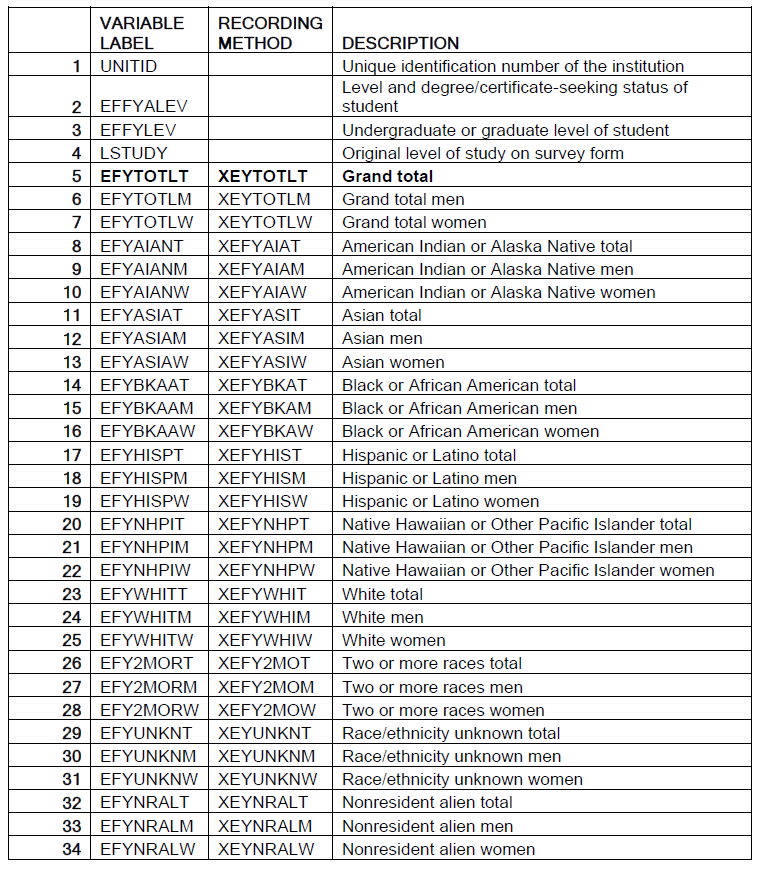 VARIABLE LABEL RECORDING METHOD DESCRIPTION
1 UNITID Unique identification number of the institution
2 EFFYALEV Level and degree/certificate-seeking status of student
3 EFFYLEV Undergraduate or graduate level of student
4 LSTUDY Original level of study on survey form
5 EFYTOTLT XEYTOTLT Grand total
6 EFYTOTLM XEYTOTLM Grand total men
7 EFYTOTLW XEYTOTLW Grand total women
8 EFYAIANT XEFYAIAT American Indian or Alaska Native total
9 EFYAIANM XEFYAIAM American Indian or Alaska Native men
10 EFYAIANW XEFYAIAW American Indian or Alaska Native women
11 EFYASIAT XEFYASIT Asian total
12 EFYASIAM XEFYASIM Asian men
13 EFYASIAW XEFYASIW Asian women
14 EFYBKAAT XEFYBKAT Black or African American total
15 EFYBKAAM XEFYBKAM Black or African American men
16 EFYBKAAW XEFYBKAW Black or African American women
17 EFYHISPT XEFYHIST Hispanic or Latino total
18 EFYHISPM XEFYHISM Hispanic or Latino men
19 EFYHISPW XEFYHISW Hispanic or Latino women
20 EFYNHPIT XEFYNHPT Native Hawaiian or Other Pacific Islander total
21 EFYNHPIM XEFYNHPM Native Hawaiian or Other Pacific Islander men
22 EFYNHPIW XEFYNHPW Native Hawaiian or Other Pacific Islander women
23 EFYWHITT XEFYWHIT White total
24 EFYWHITM XEFYWHIM White men
25 EFYWHITW XEFYWHIW White women
26 EFY2MORT XEFY2MOT Two or more races total
27 EFY2MORM XEFY2MOM Two or more races men
28 EFY2MORW XEFY2MOW Two or more races women
29 EFYUNKNT XEYUNKNT Race/ethnicity unknown total
30 EFYUNKNM XEYUNKNM Race/ethnicity unknown men
31 EFYUNKNW XEYUNKNW Race/ethnicity unknown women
32 EFYNRALT XEYNRALT Nonresident alien total
33 EFYNRALM XEYNRALM Nonresident alien men
34 EFYNRALW XEYNRALW Nonresident alien women